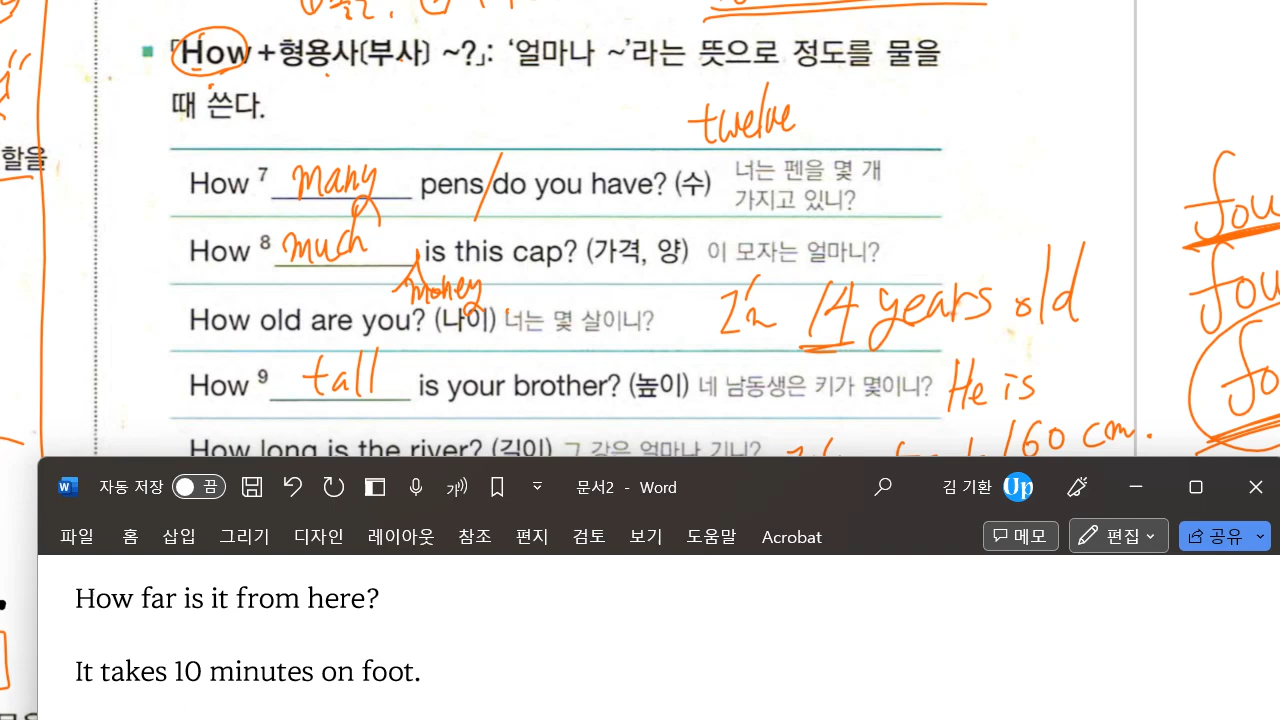 「How+형용사(부사) ~?」: '얼마나 ~'라는 뜻으로 정도를 물을
때 쓴다.
twelve
How 7 many pens/do you have? (수) 너는 펜을 몇 개
가지고 있니?
할을
How 8 much is this cap? (가격, 양) 이 모자는 얼마니?
money
How old are you? (나이) 너는 몇 살이니? I'm 14 years old
How 9 tall is your brother? (높이) 네 남동생은 키가 몇이니? He is
160 cm.
How long is the river? (길이) 그 강은 얼마나 기니?
자동 저장 끔 가 문서2 - Word 김 기환 Up
파일 홈 삽입 그리기 디자인 레이아웃 참조 편지 검토 보기 도움말 Acrobat 메모 편집 공유
How far is it from here?
It takes 10 minutes on foot.